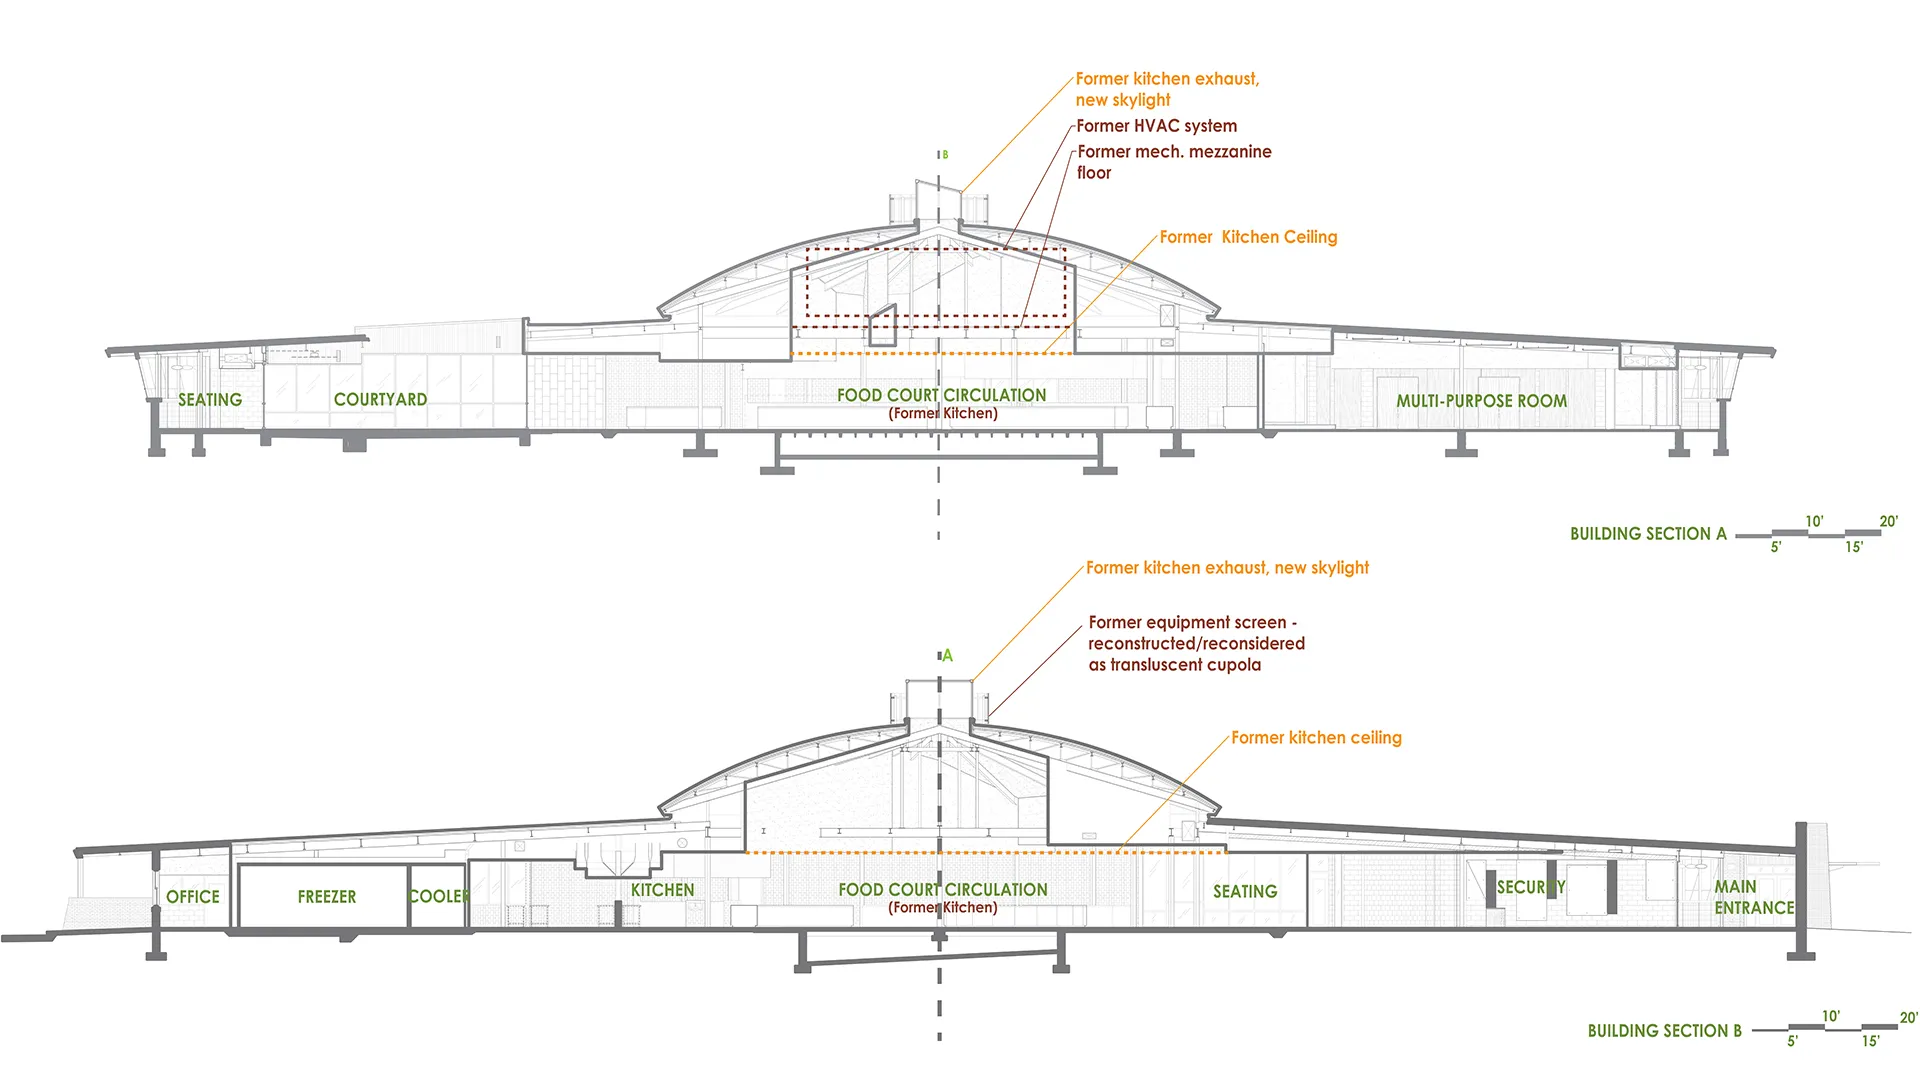 Former kitchen exhaust,
new skylight
Former HVAC system
Former mech. mezzanine
floor
B
Former Kitchen Ceiling
SEATING
COURTYARD
FOOD COURT CIRCULATION
(Former Kitchen)
MULTI-PURPOSE ROOM
BUILDING SECTION A
10'
20'
5'
15'
Former kitchen exhaust, new skylight
Former equipment screen -
reconstructed/reconsidered
as transluscent cupola
A
Former kitchen ceiling
OFFICE
FREEZER
COOLER
KITCHEN
FOOD COURT CIRCULATION
(Former Kitchen)
SEATING
SECURITY
MAIN
ENTRANCE
BUILDING SECTION B
10'
20'
5'
15'